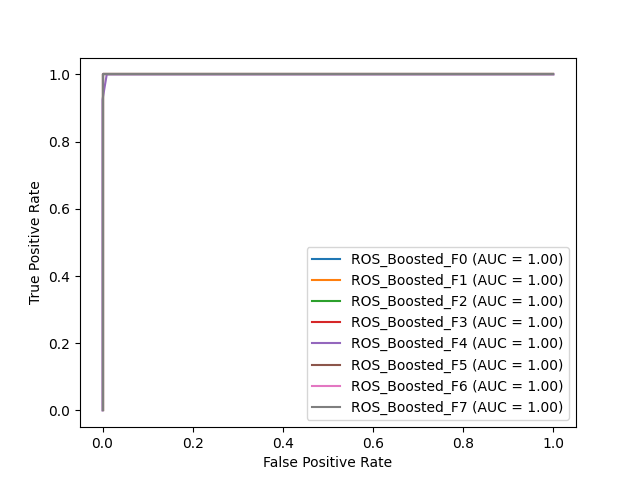 1.0
0.8
0.6
0.4
0.2
0.0
True Positive Rate
ROS_Boosted_F0 (AUC = 1.00)
ROS_Boosted_F1 (AUC = 1.00)
ROS_Boosted_F2 (AUC = 1.00)
ROS_Boosted_F3 (AUC = 1.00)
ROS_Boosted_F4 (AUC = 1.00)
ROS_Boosted_F5 (AUC = 1.00)
ROS_Boosted_F6 (AUC = 1.00)
ROS_Boosted_F7 (AUC = 1.00)
0.0 0.2 0.4 0.6 0.8 1.0
False Positive Rate